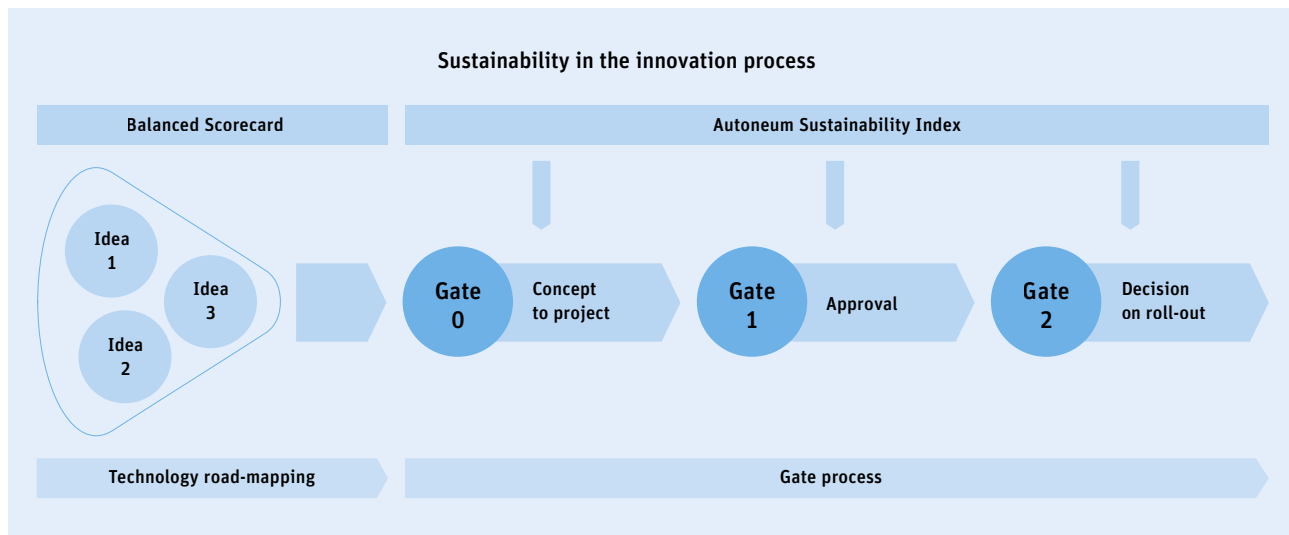 Sustainability in the innovation process
Balanced Scorecard
Autoneum Sustainability Index
Idea
1
Idea
2
Idea
3
Gate
0
Concept
to project
Gate
1
Approval
Gate
2
Decision
on roll-out
Technology road-mapping
Gate process